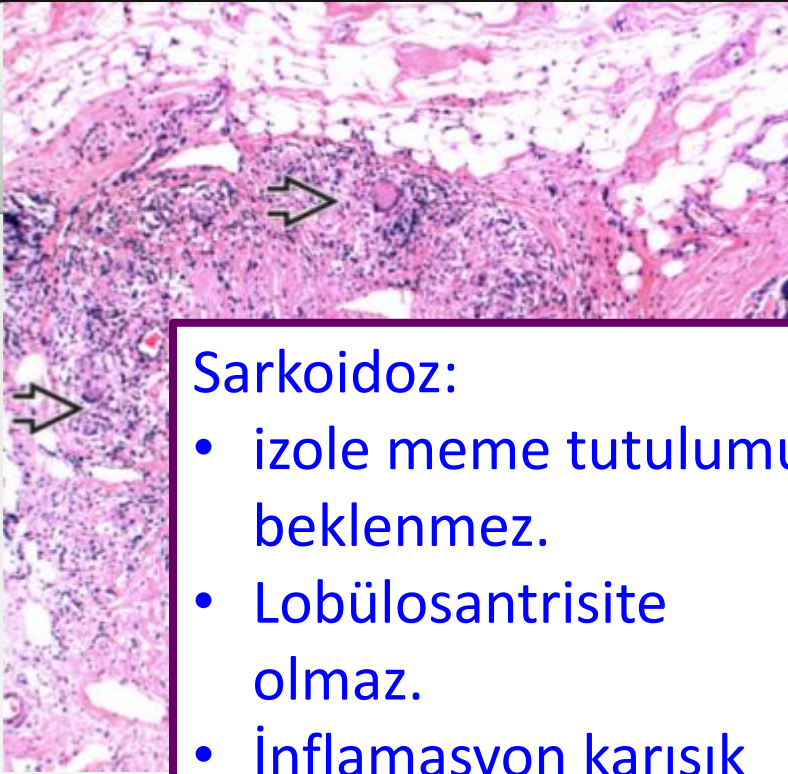 Sarkoidoz:
• izole meme tutulumu
beklenmez.
• Lobülosantrisite
olmaz.
• İnflamasyon karışık